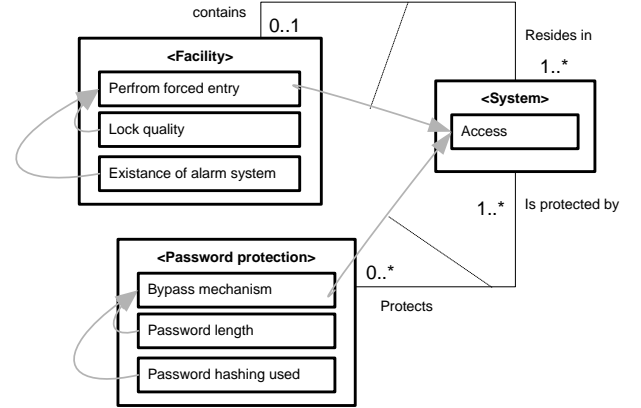 contains
0..1
<Facility>
Perfrom forced entry
Lock quality
Existance of alarm system
Resides in
1..*
<System>
Access
1..*
Is protected by
<Password protection>
Bypass mechanism
Password length
Password hashing used
0..*
Protects